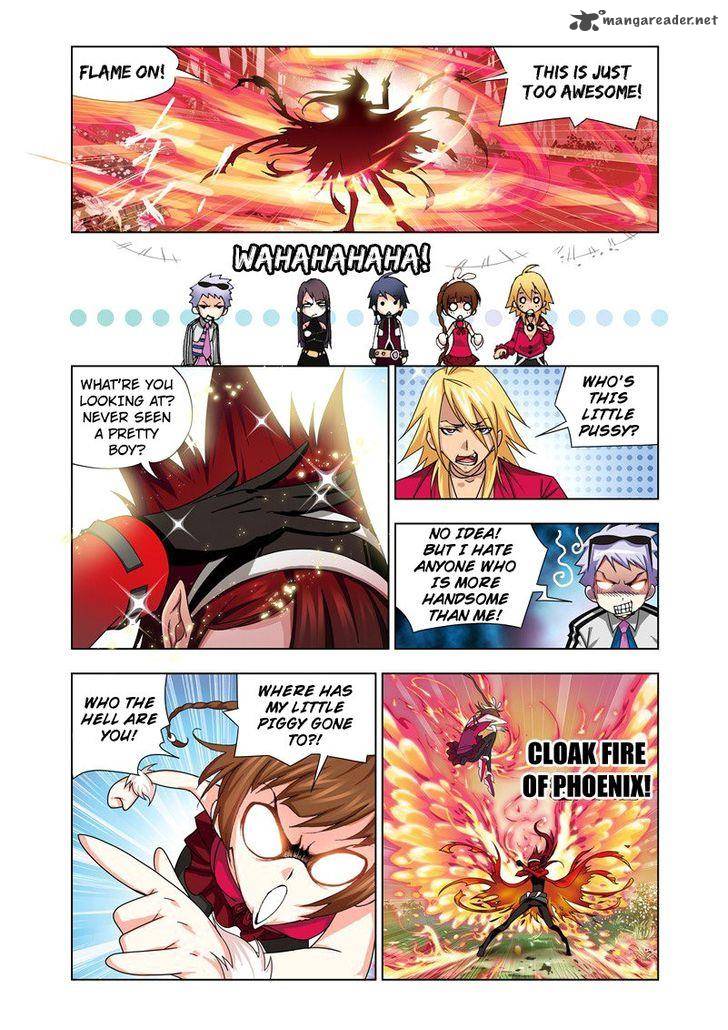 mangareader.net
FLAME ON!
THIS IS JUST
TOO AWESOME!
WAHAHAHAHA!
WHAT'RE YOU
LOOKING AT?
NEVER SEEN
A PRETTY
BOY?
WHO'S
THIS
LITTLE
PUSSY?
NO IDEA!
BUT I HATE
ANYONE WHO
IS MORE
HANDSOME
THAN ME!
WHO THE
HELL ARE
YOU!
WHERE HAS
MY LITTLE
PIGGY GONE
TO?!
CLOAK FIRE
OF PHOENIX!